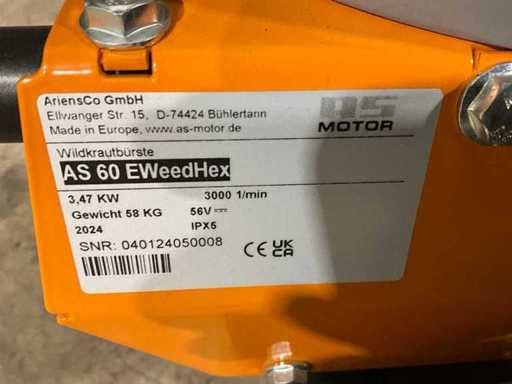 AriensCo GmbH
Ellwanger Str. 15, D-74424 Bühlertann
Made in Europe, www.as-motor.de
AS
MOTOR
Wildkrautbürste
AS 60 EWeedHex
3,47 KW 3000 1/min
Gewicht 58 KG 56V
2024 IPX5
SNR: 040124050008
CE UK
CA